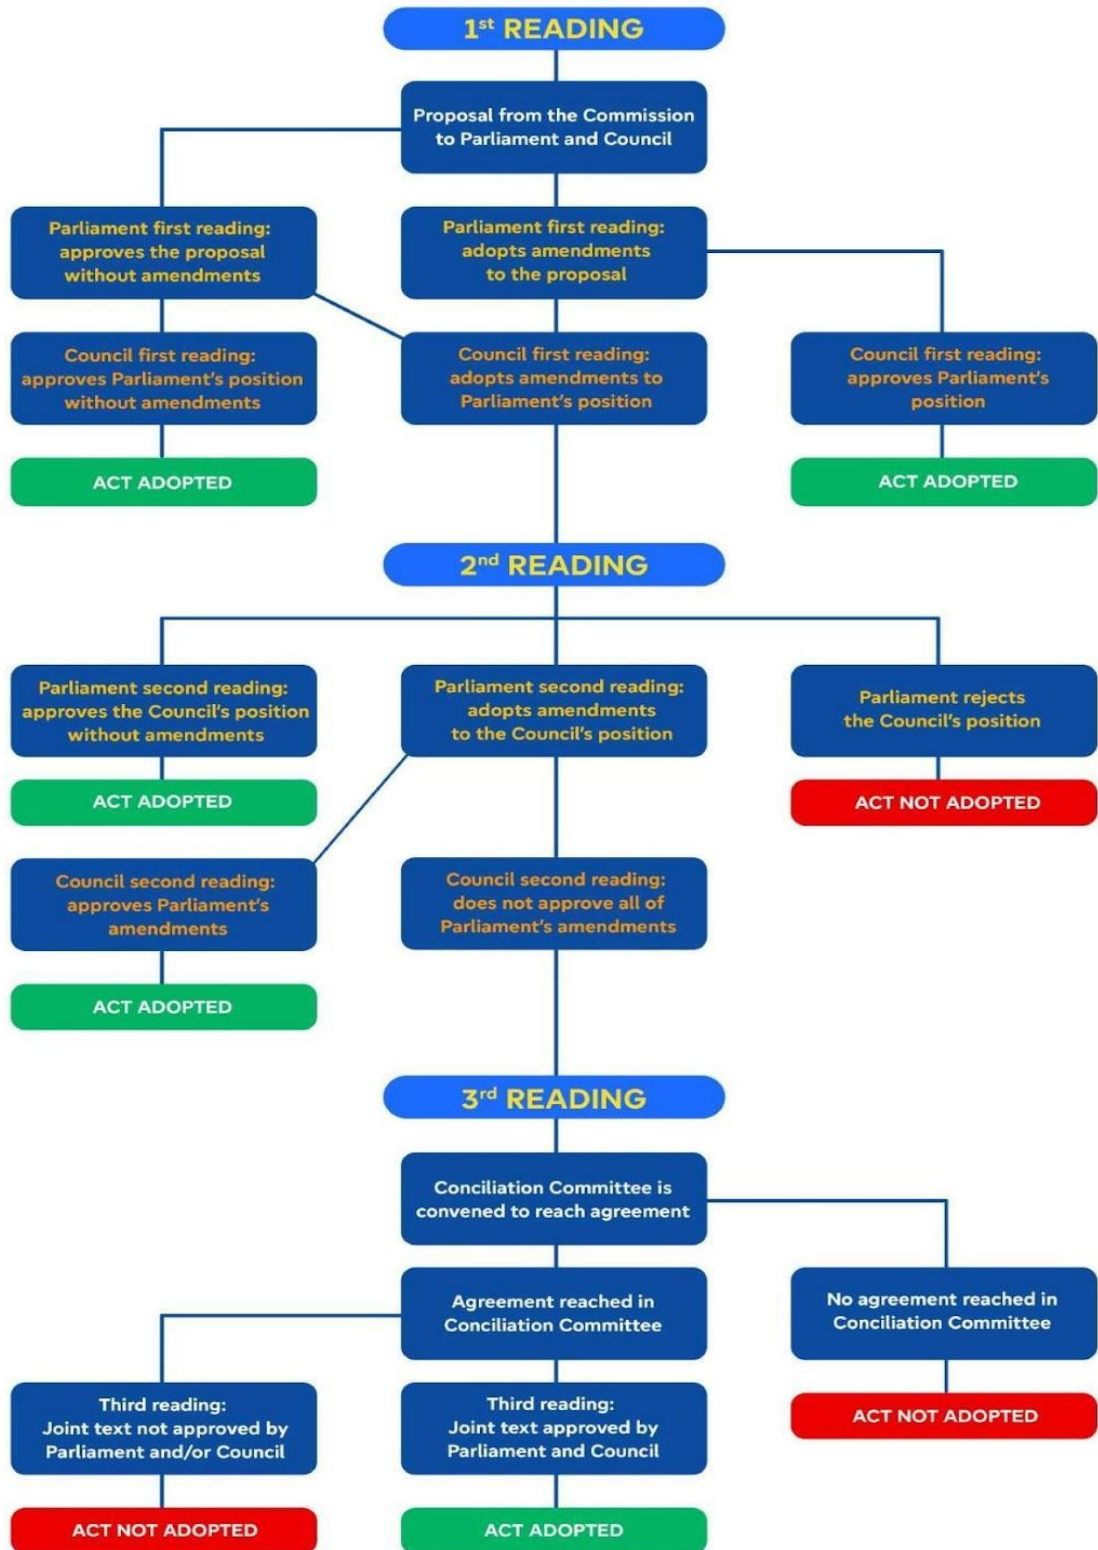 1st READING
Proposal from the Commission
to Parliament and Council
Parliament first reading:
approves the proposal
without amendments
Parliament first reading:
adopts amendments
to the proposal
Council first reading:
approves Parliament's position
without amendments
Council first reading:
adopts amendments to
Parliament's position
Council first reading:
approves Parliament's
position
ACT ADOPTED
ACT ADOPTED
2nd READING
Parliament second reading:
approves the Council's position
without amendments
Parliament second reading:
adopts amendments
to the Council's position
Parliament rejects
the Council's position
ACT ADOPTED
ACT NOT ADOPTED
Council second reading:
approves Parliament's
amendments
Council second reading:
does not approve all of
Parliament's amendments
ACT ADOPTED
3rd READING
Conciliation Committee is
convened to reach agreement
Agreement reached in
Conciliation Committee
No agreement reached in
Conciliation Committee
Third reading:
Joint text not approved by
Parliament and/or Council
Third reading:
Joint text approved by
Parliament and Council
ACT NOT ADOPTED
ACT NOT ADOPTED
ACT ADOPTED